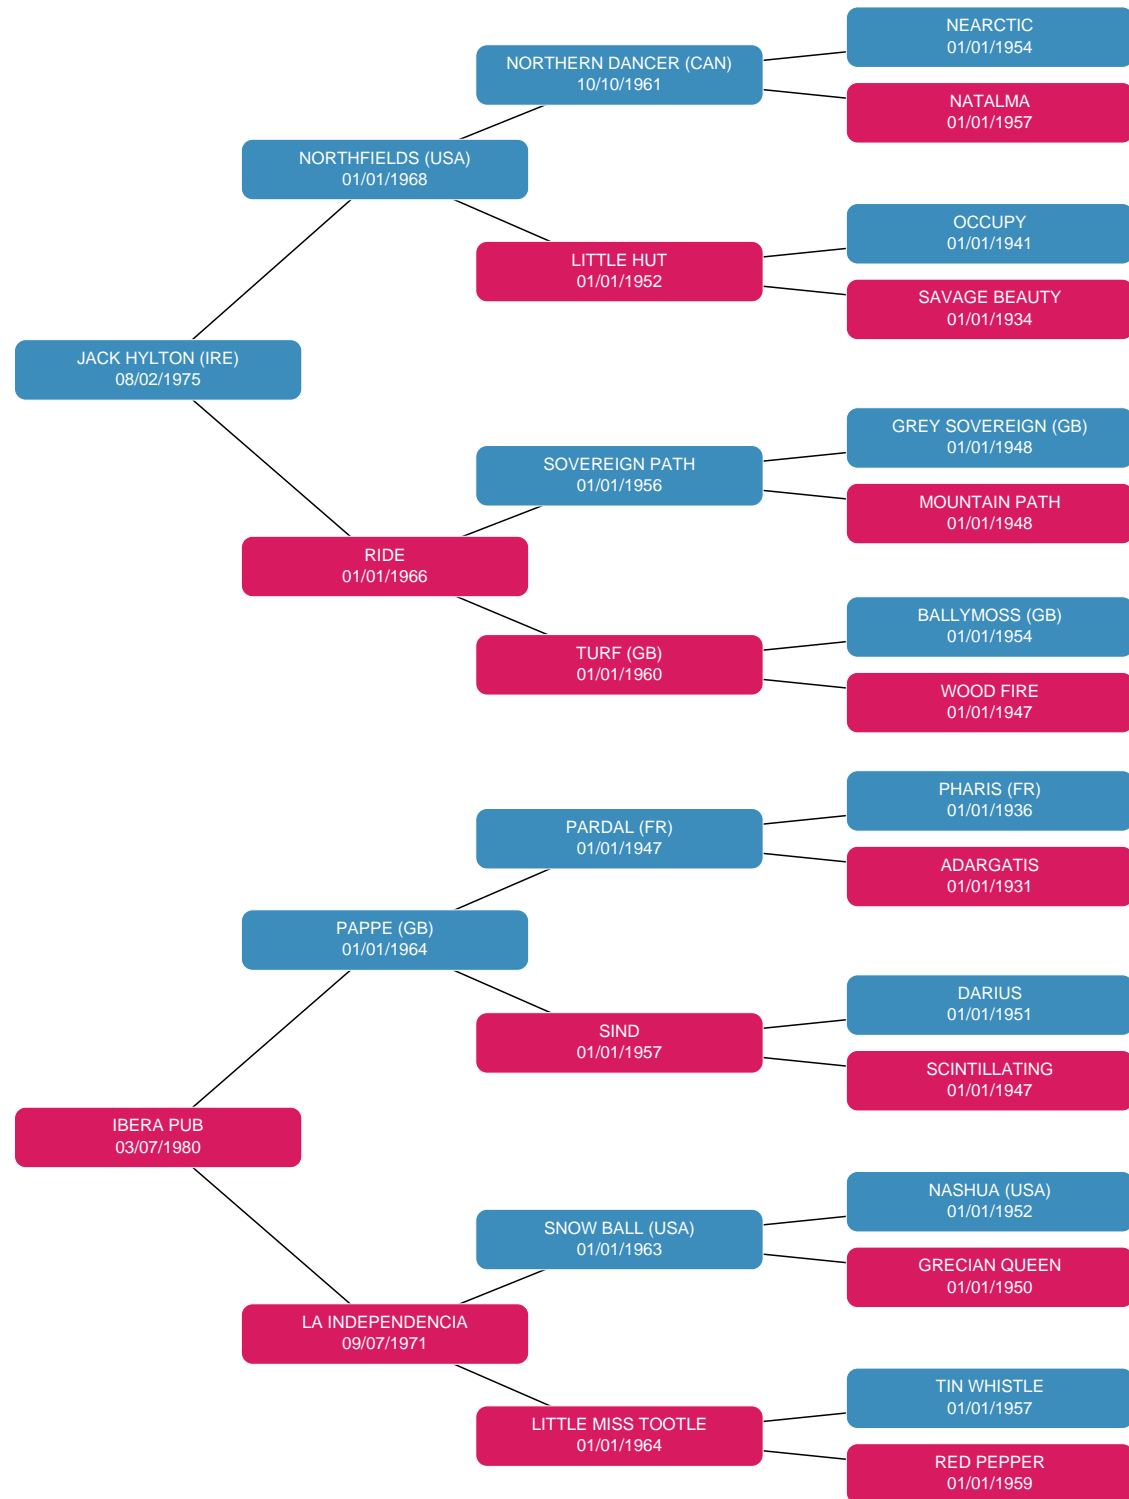 NEARCTIC
01/01/1954
NORTHERN DANCER (CAN)
10/10/1961
NATALMA
01/01/1957
NORTHFIELDS (USA)
01/01/1968
OCCUPY
01/01/1941
LITTLE HUT
01/01/1952
SAVAGE BEAUTY
01/01/1934
JACK HYLTON (IRE)
08/02/1975
GREY SOVEREIGN (GB)
01/01/1948
SOVEREIGN PATH
01/01/1956
MOUNTAIN PATH
01/01/1948
RIDE
01/01/1966
BALLYMOSS (GB)
01/01/1954
TURF (GB)
01/01/1960
WOOD FIRE
01/01/1947
PHARIS (FR)
01/01/1936
PARDAL (FR)
01/01/1947
ADARGATIS
01/01/1931
PAPPE (GB)
01/01/1964
DARIUS
01/01/1951
SIND
01/01/1957
SCINTILLATING
01/01/1947
IBERA PUB
03/07/1980
NASHUA (USA)
01/01/1952
SNOW BALL (USA)
01/01/1963
GRECIAN QUEEN
01/01/1950
LA INDEPENDENCIA
09/07/1971
TIN WHISTLE
01/01/1957
LITTLE MISS TOOTLE
01/01/1964
RED PEPPER
01/01/1959